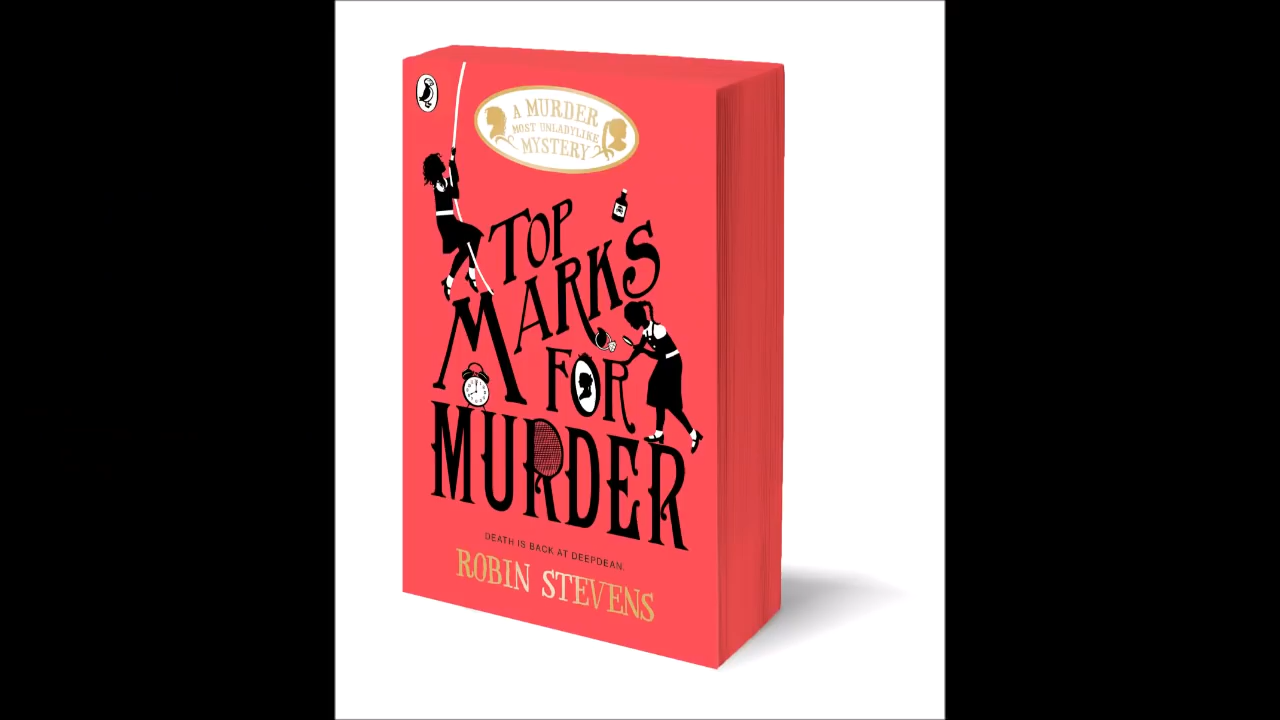 A MURDER
MOST UNLADYLIKE
MYSTERY
TOP
MARKS
FOR
MURDER
DEATH IS BACK AT DEEPDEAN.
ROBIN STEVENS